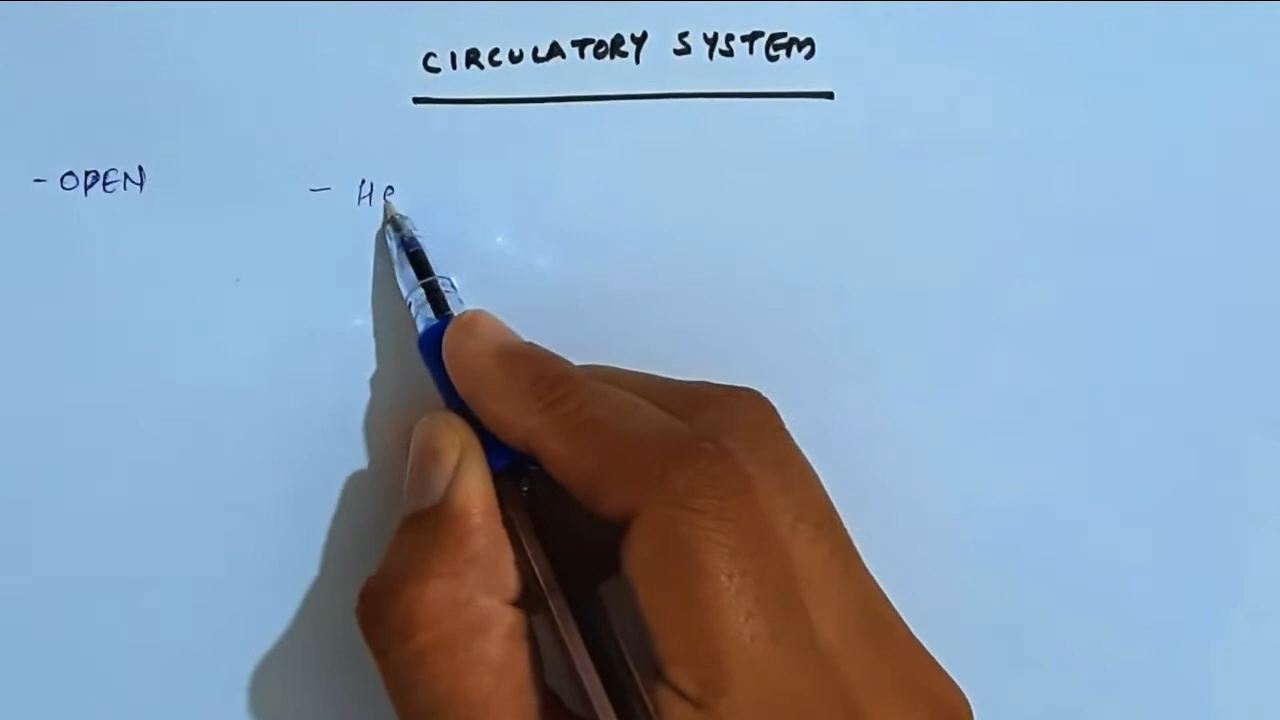 CIRCULATORY SYSTEM
- OPEN - He